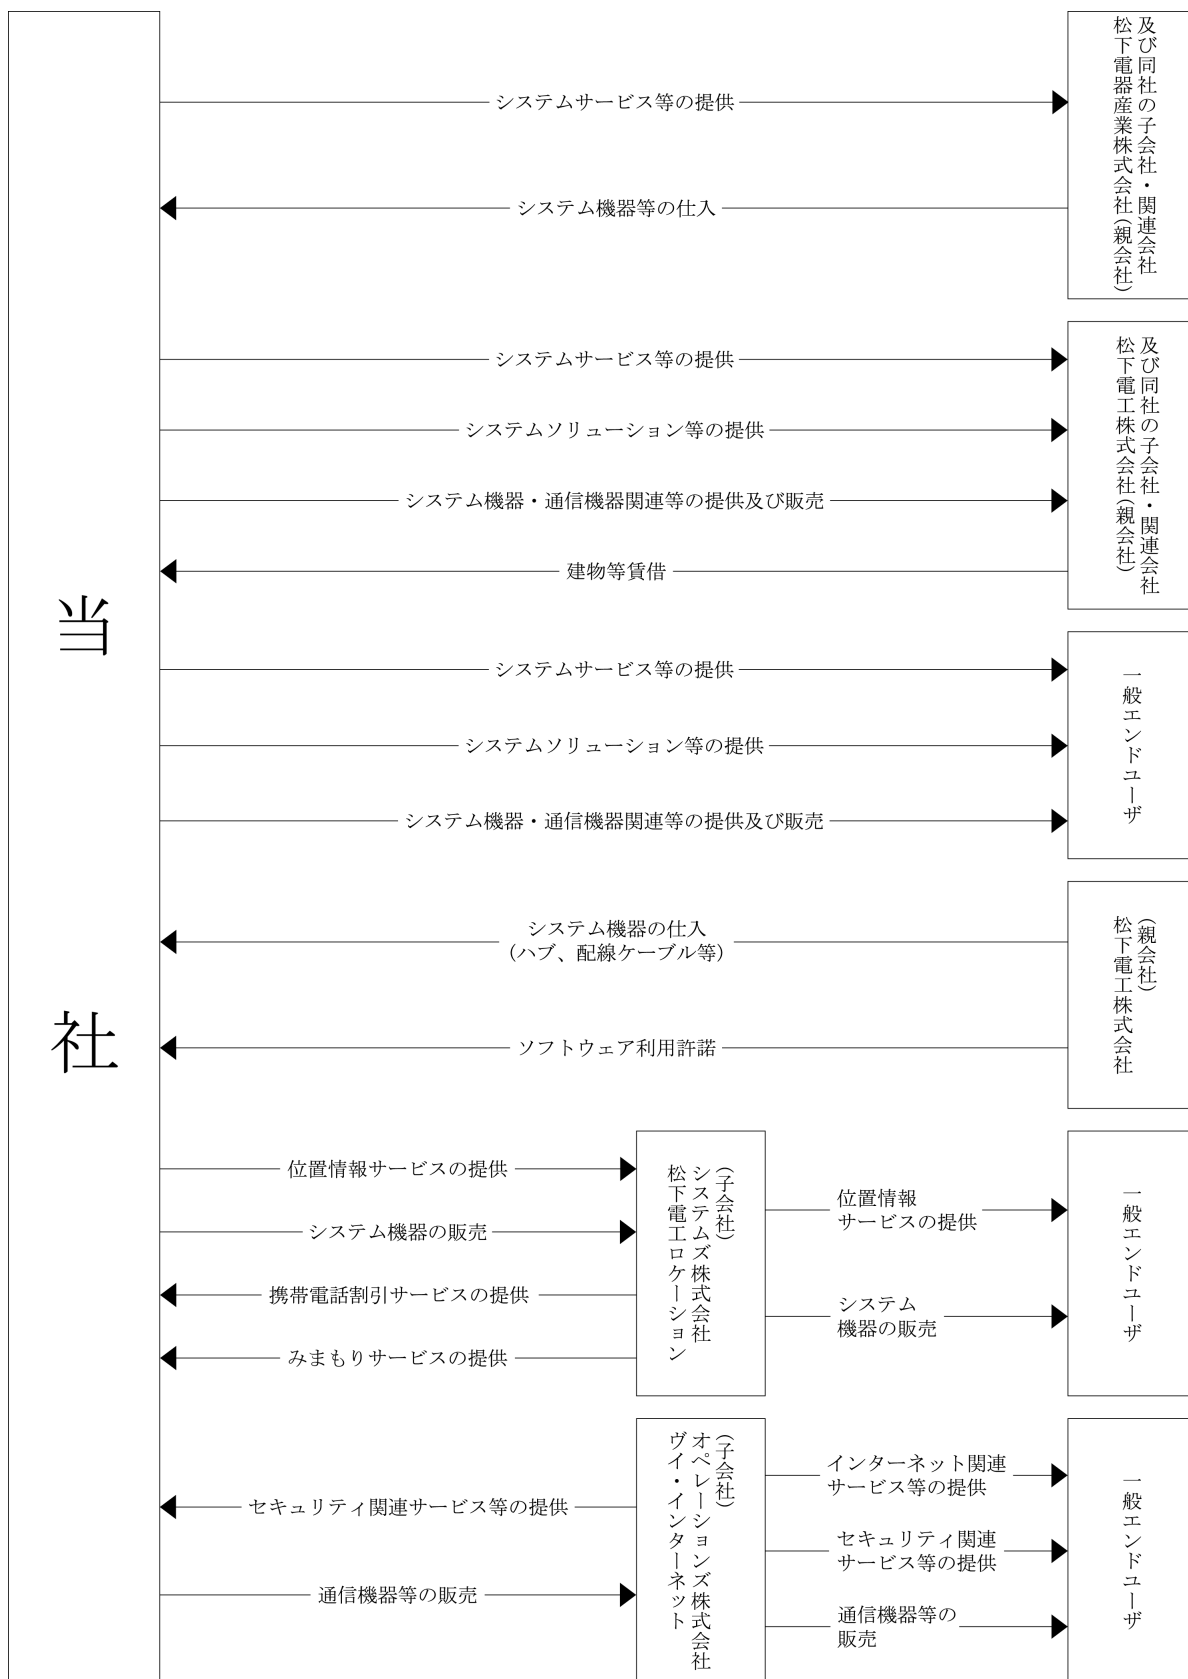 当社
システムサービス等の提供
システム機器等の仕入
松下電器産業株式会社(親会社)
及び同社の子会社・関連会社
システムサービス等の提供
システムソリューション等の提供
システム機器・通信機器関連等の提供及び販売
建物等賃借
松下電工株式会社(親会社)
及び同社の子会社・関連会社
システムサービス等の提供
システムソリューション等の提供
システム機器・通信機器関連等の提供及び販売
一般エンドユーザ
システム機器の仕入
(ハブ、配線ケーブル等)
ソフトウェア利用許諾
松下電工株式会社
(親会社)
位置情報サービスの提供
システム機器の販売
携帯電話割引サービスの提供
みまもりサービスの提供
松下電工ロケーション
システムズ株式会社
(子会社)
位置情報
サービスの提供
システム
機器の販売
一般エンドユーザ
セキュリティ関連サービス等の提供
通信機器等の販売
ヴイ・インターネット
オペレーションズ株式会社
(子会社)
インターネット関連
サービス等の提供
セキュリティ関連
サービス等の提供
通信機器等の
販売
一般エンドユーザ